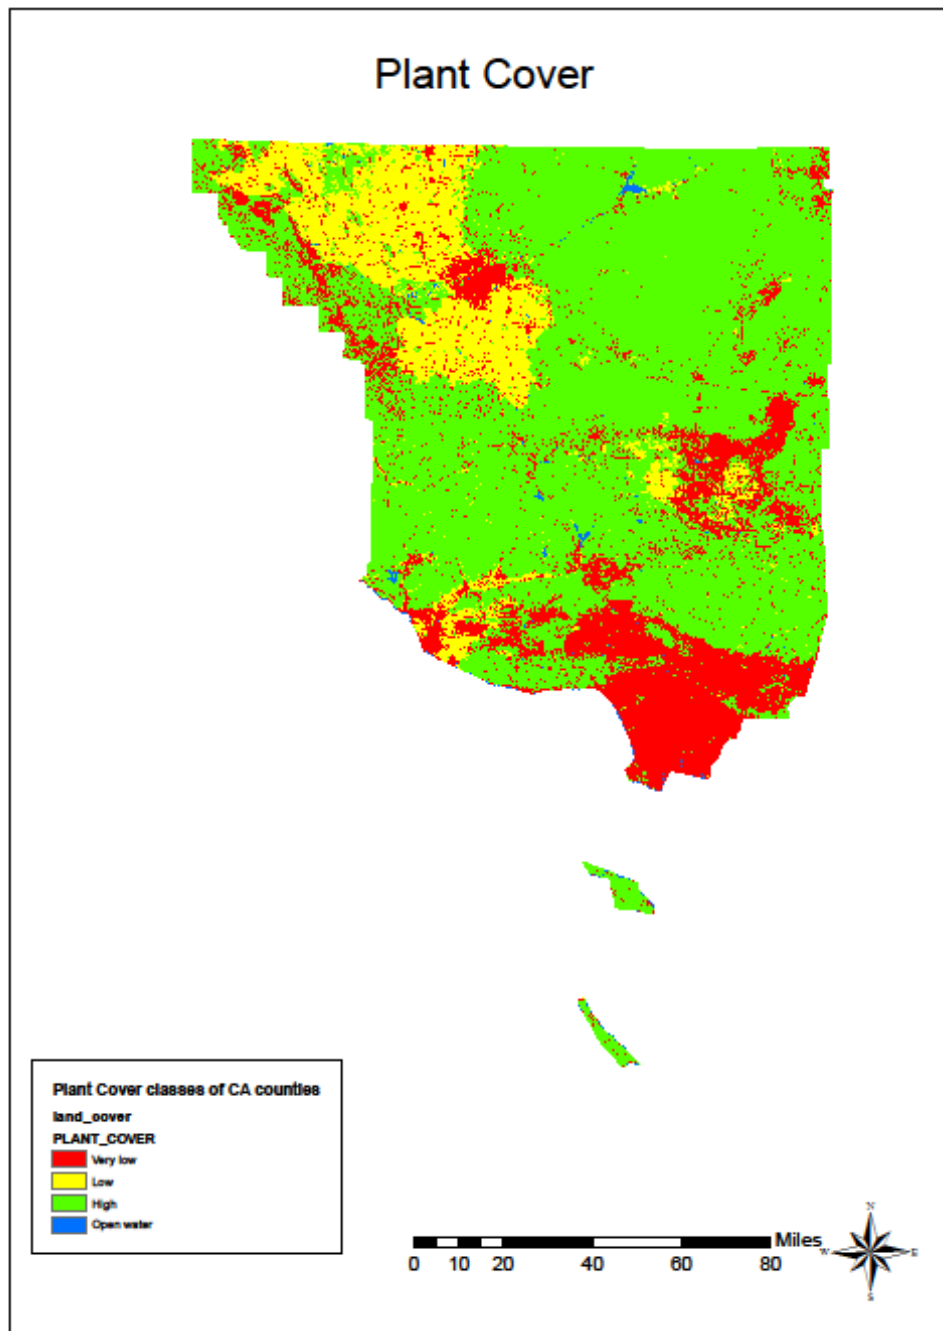 Plant Cover
Plant Cover classes of CA counties
land_cover
PLANT_COVER
Very low
Low
High
Open water
Miles
0 10 20 40 60 80
N
W E
S